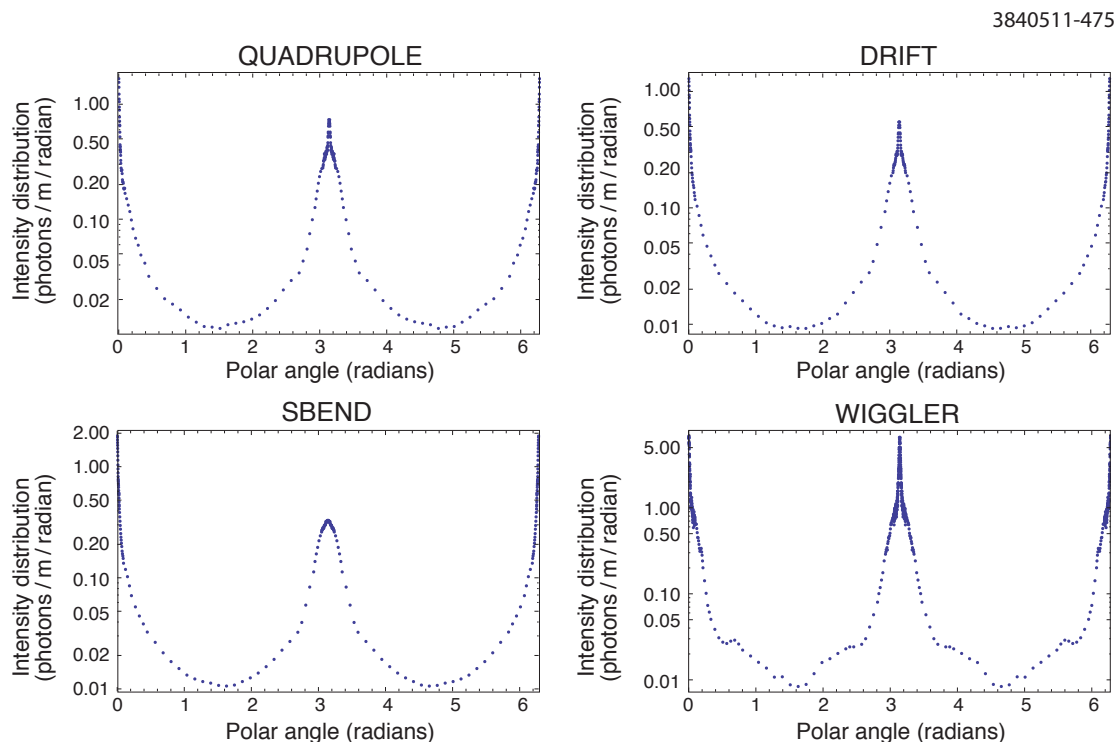 3840511-475
QUADRUPOLE
Intensity distribution
(photons / m / radian)
1.00
0.50
0.20
0.10
0.05
0.02
0 1 2 3 4 5 6
Polar angle (radians)
DRIFT
Intensity distribution
(photons / m / radian)
1.00
0.50
0.20
0.10
0.05
0.02
0.01
0 1 2 3 4 5 6
Polar angle (radians)
SBEND
Intensity distribution
(photons / m / radian)
2.00
1.00
0.50
0.20
0.10
0.05
0.02
0.01
0 1 2 3 4 5 6
Polar angle (radians)
WIGGLER
Intensity distribution
(photons / m / radian)
5.00
1.00
0.50
0.10
0.05
0.01
0 1 2 3 4 5 6
Polar angle (radians)